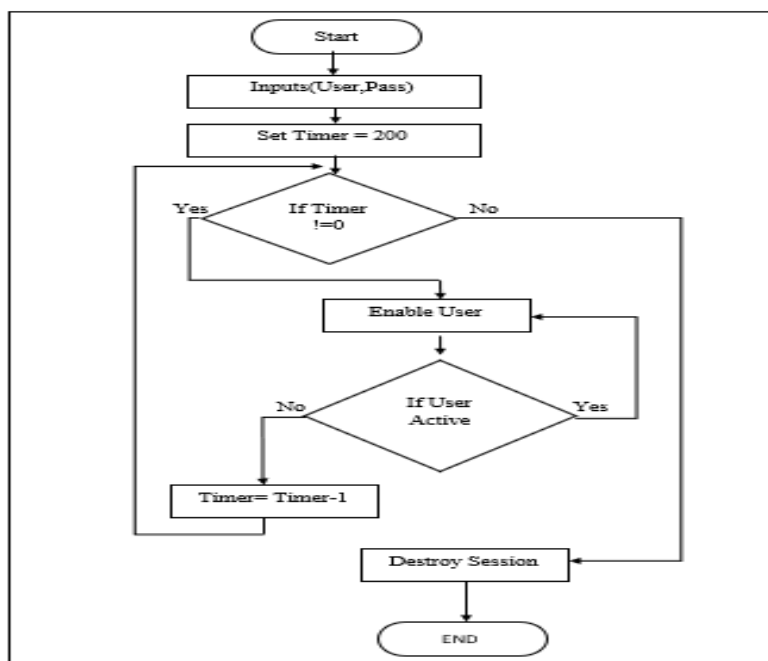 Start
Inputs(User,Pass)
Set Timer = 200
If Timer
!=0
Yes
No
Enable User
If User
Active
No
Yes
Timer= Timer-1
Destroy Session
END